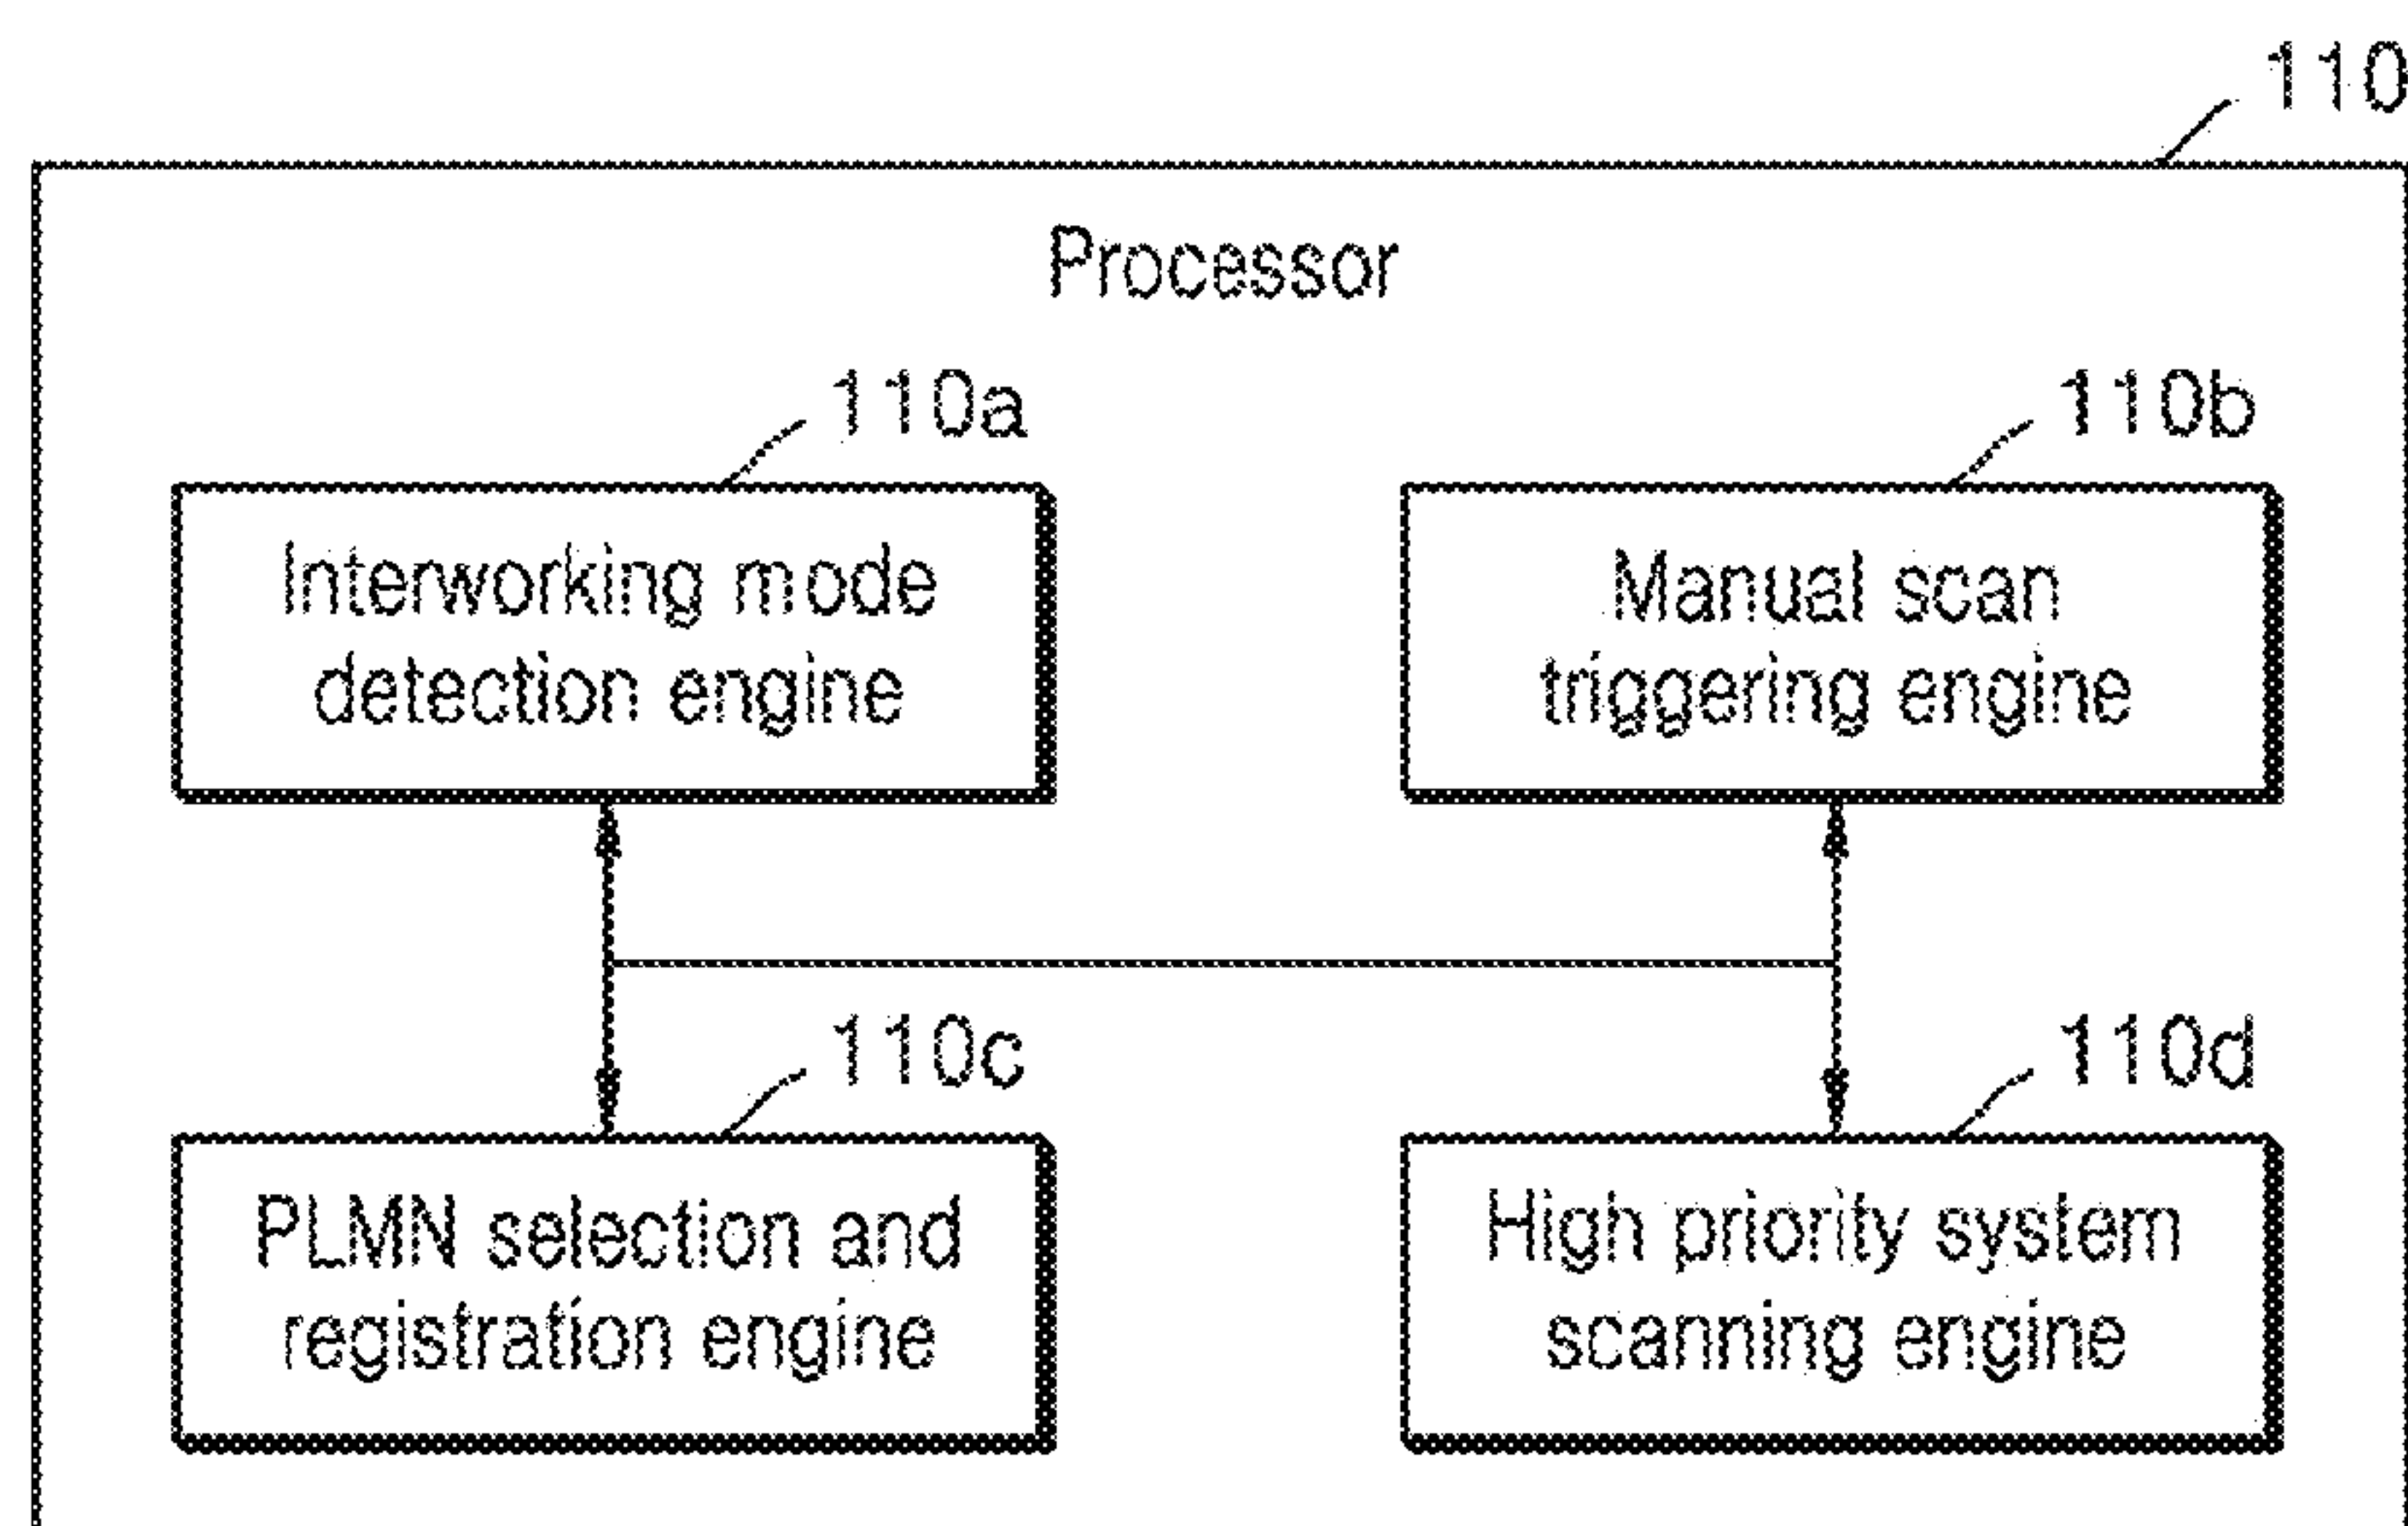 110
Processor
110a
110b
Interworking mode
detection engine
Manual scan
triggering engine
110c
110d
PLMN selection and
registration engine
High priority system
scanning engine